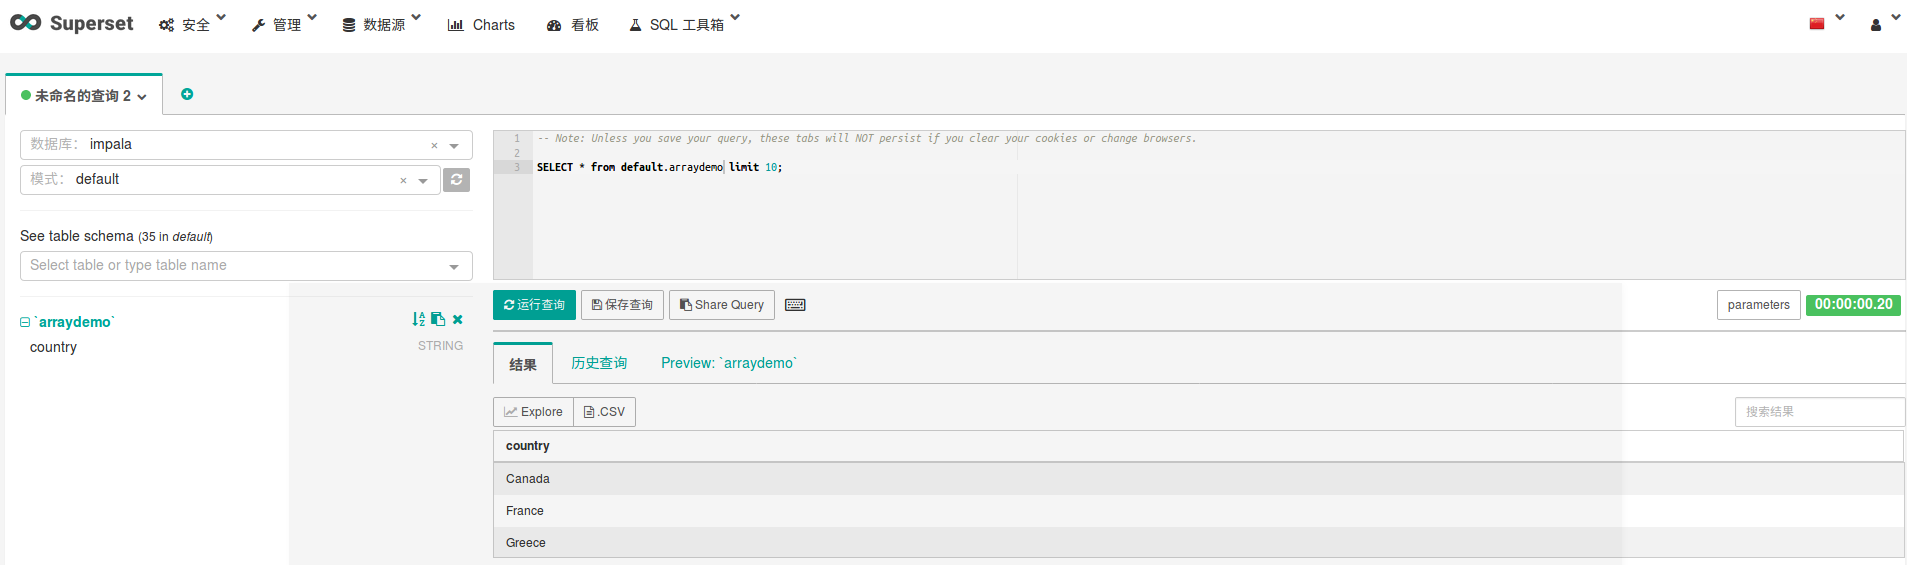 Superset 安全 管理 数据源 Charts 看板 SQL 工具箱
未命名的查询 2
数据库： impala ×
模式： default ×
See table schema (35 in default)
Select table or type table name
`arraydemo`
country STRING
1 -- Note: Unless you save your query, these tabs will NOT persist if you clear your cookies or change browsers.
2
3 SELECT * from default.arraydemo limit 10;
运行查询 保存查询 Share Query parameters 00:00:00.20
结果 历史查询 Preview: `arraydemo`
Explore .CSV 搜索结果
country
Canada
France
Greece